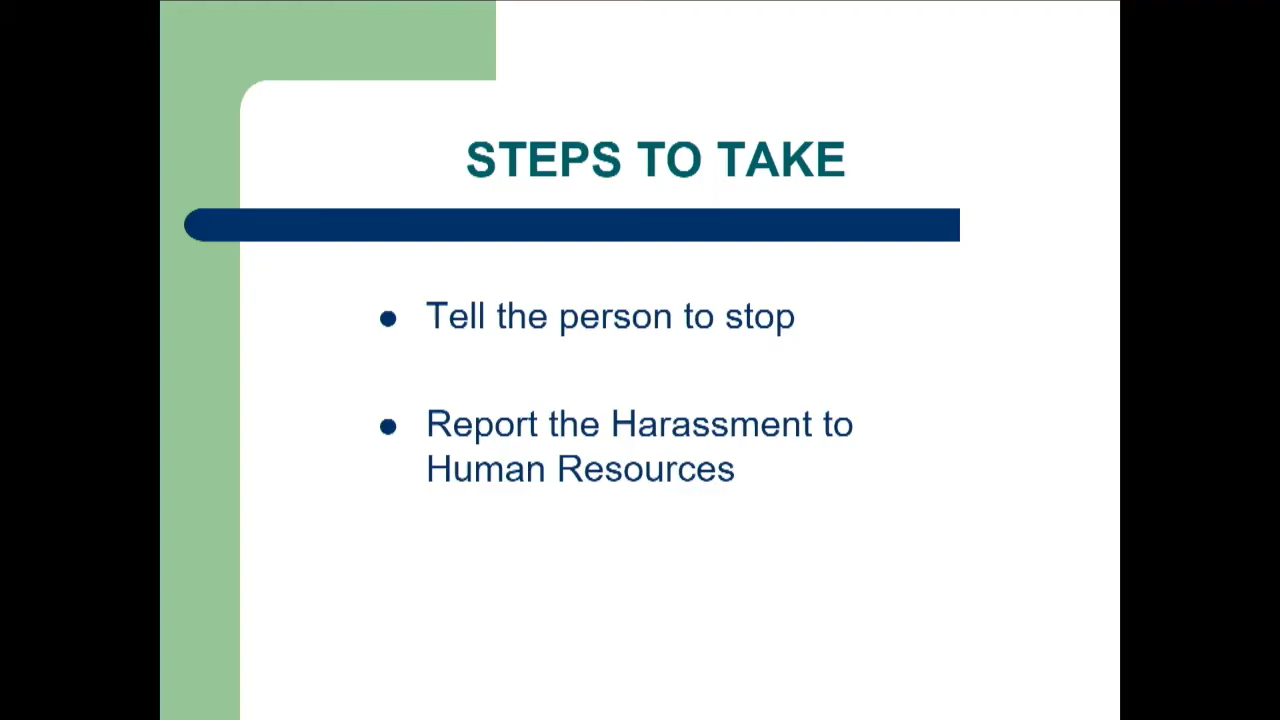 STEPS TO TAKE
● Tell the person to stop
● Report the Harassment to
Human Resources